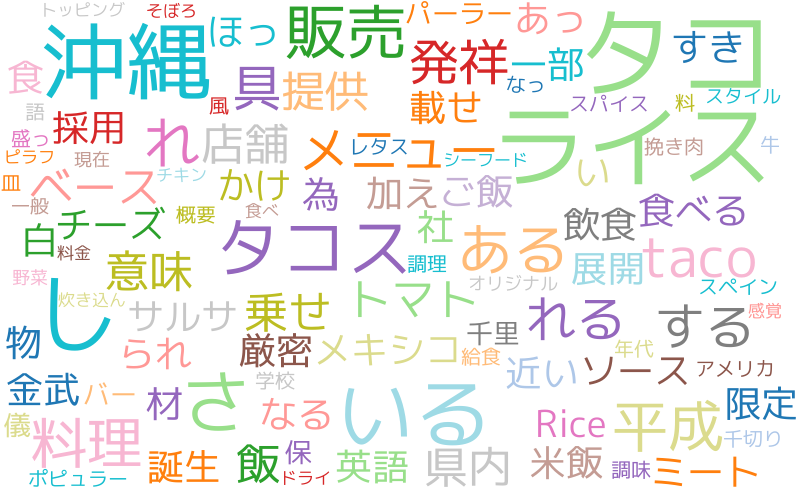 トッピング
そぼろ
ほっ
販売
パーラー
あっ
タコ
すき
沖縄
発祥
一部
なっ
食
具
提供
載せ
スパイス
料
スタイル
語
風
採用
れ
店舗
メニュー
レタス
シーフード
ライス
挽き肉
牛
盛っ
ピラフ
現在
チキン
い
目
ベース
かけ
為
加え
ご飯
一般
チーズ
概要
食べ
食べる
白
料金
タコス
社
ある
飲食
意味
調理
展開
taco
野菜
炊き込ん
し
サルサ
乗せ
トマト
オリジナル
スペイン
れる
する
感覚
物
られ
厳密
メキシコ
千里
給食
年代
近い
ソース
アメリカ
金武
バー
材
さ
学校
なる
いる
限定
儀
料理
Rice
平成
千切り
ポピュラー
誕生
飯
保
ドライ
英語
県内
米飯
調味
ミート